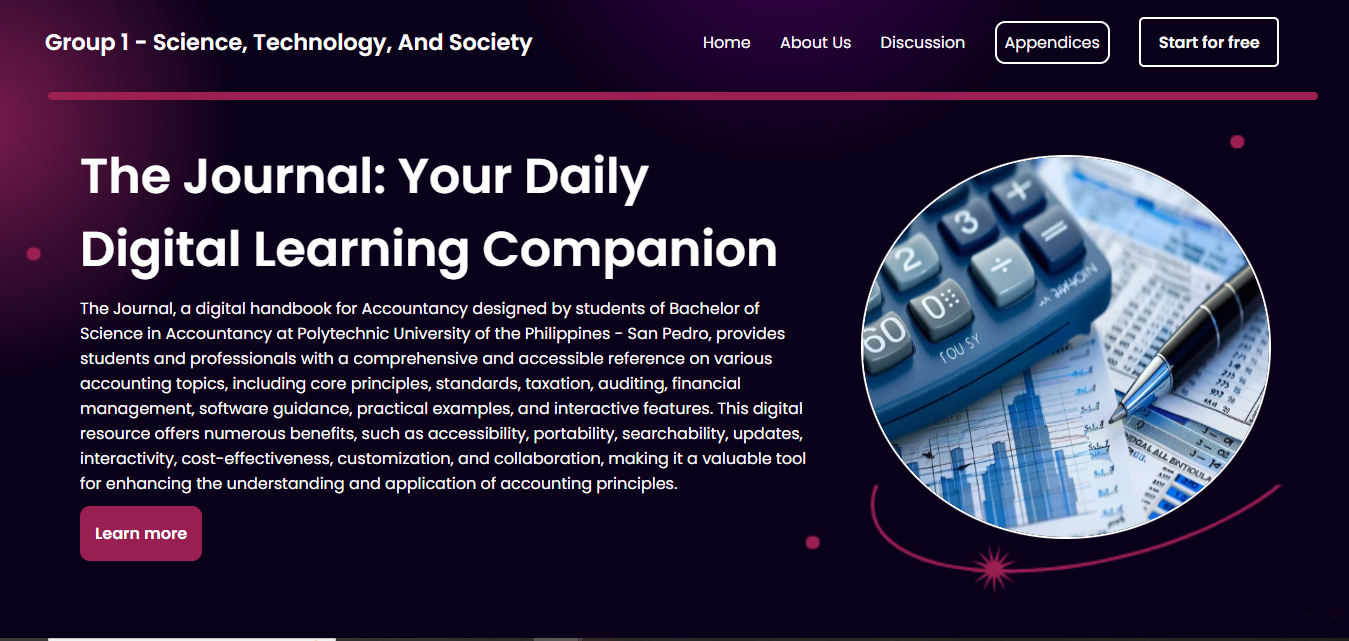 Group 1 - Science, Technology, And Society
Home
About Us
Discussion
Appendices
Start for free
The Journal: Your Daily
Digital Learning Companion
The Journal, a digital handbook for Accountancy designed by students of Bachelor of
Science in Accountancy at Polytechnic University of the Philippines - San Pedro, provides
students and professionals with a comprehensive and accessible reference on various
accounting topics, including core principles, standards, taxation, auditing, financial
management, software guidance, practical examples, and interactive features. This digital
resource offers numerous benefits, such as accessibility, portability, searchability, updates,
interactivity, cost-effectiveness, customization, and collaboration, making it a valuable tool
for enhancing the understanding and application of accounting principles.
Learn more
+
3
=
2
÷
0
60